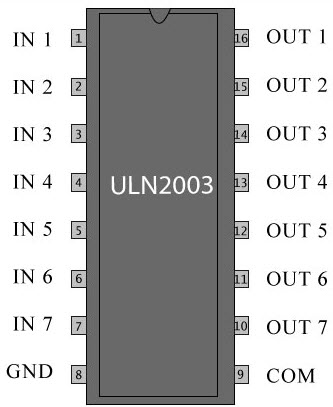 IN 1 1 16 OUT 1
IN 2 2 15 OUT 2
IN 3 3 14 OUT 3
IN 4 4 ULN2003 13 OUT 4
IN 5 5 12 OUT 5
IN 6 6 11 OUT 6
IN 7 7 10 OUT 7
GND 8 9 COM